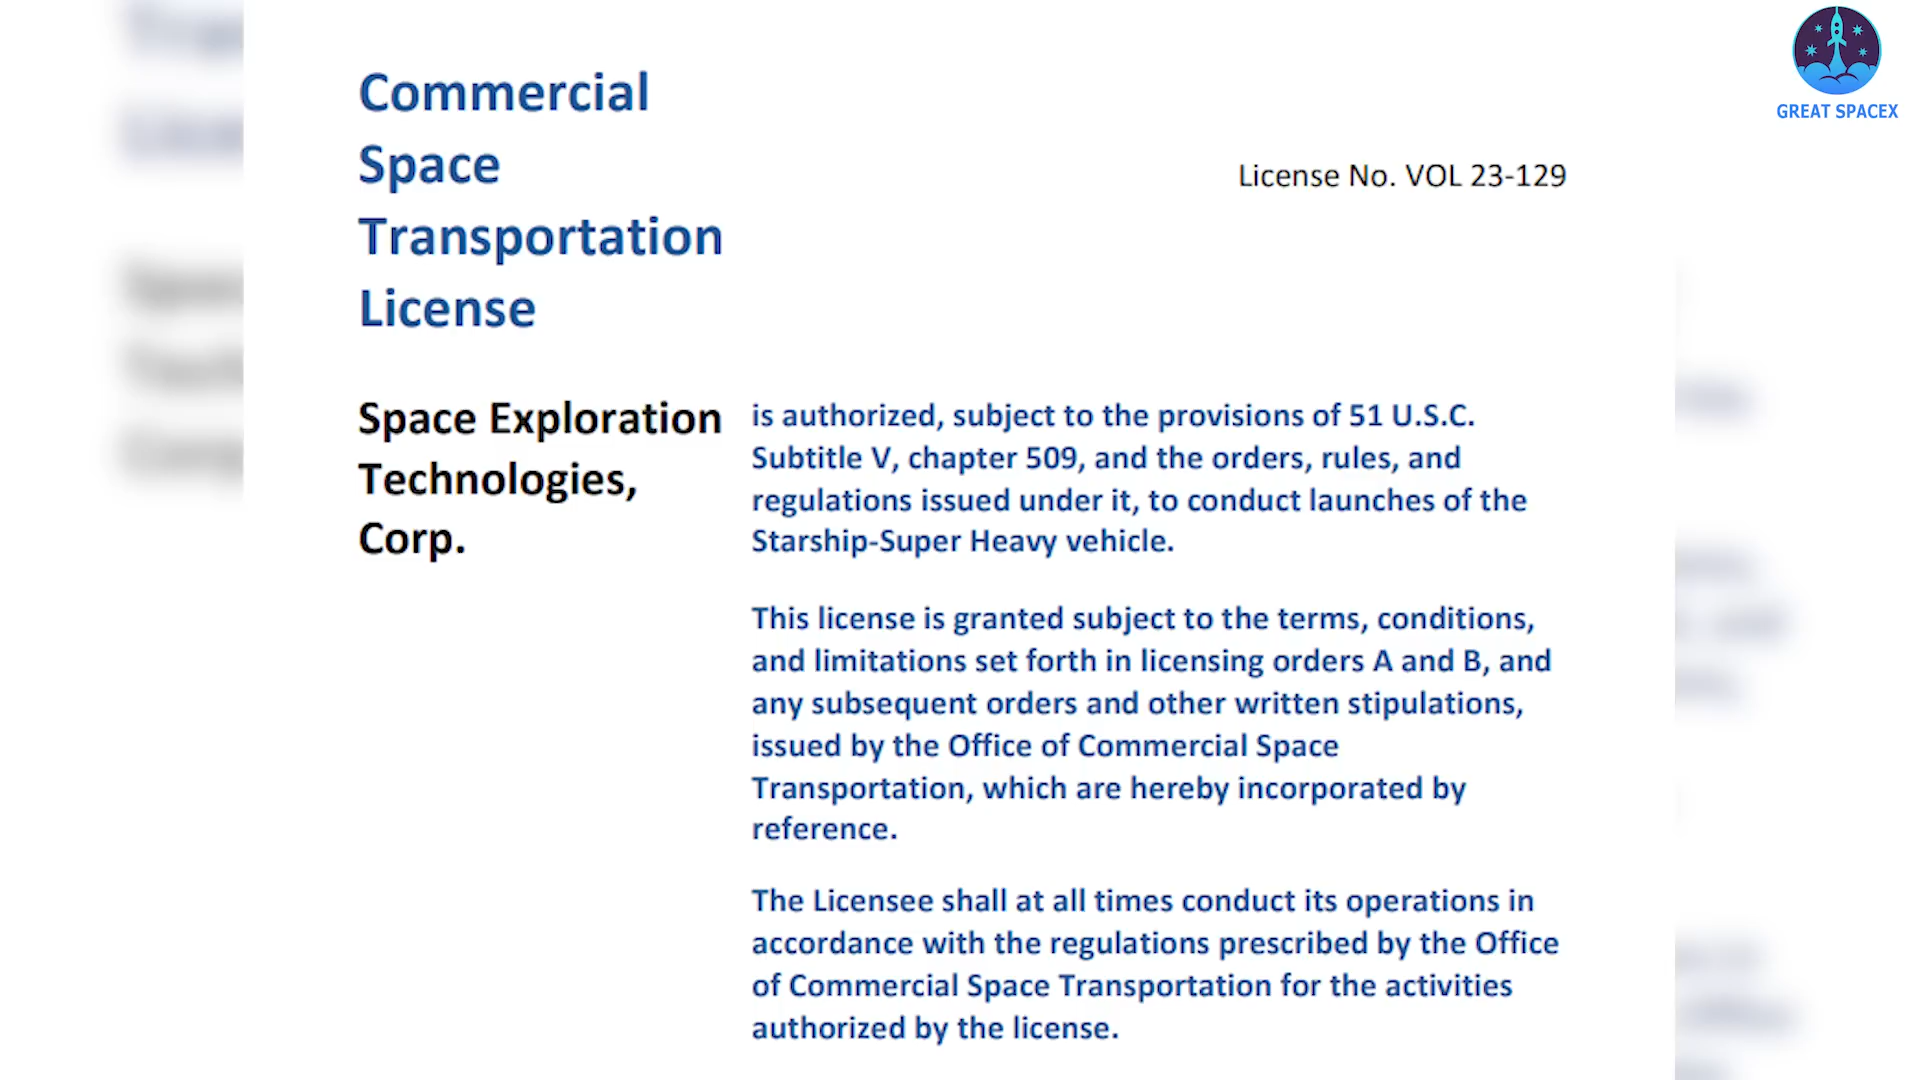 GREAT SPACEX
Commercial
Space
Transportation
License
License No. VOL 23-129
Space Exploration
Technologies,
Corp.
is authorized, subject to the provisions of 51 U.S.C.
Subtitle V, chapter 509, and the orders, rules, and
regulations issued under it, to conduct launches of the
Starship-Super Heavy vehicle.
This license is granted subject to the terms, conditions,
and limitations set forth in licensing orders A and B, and
any subsequent orders and other written stipulations,
issued by the Office of Commercial Space
Transportation, which are hereby incorporated by
reference.
The Licensee shall at all times conduct its operations in
accordance with the regulations prescribed by the Office
of Commercial Space Transportation for the activities
authorized by the license.